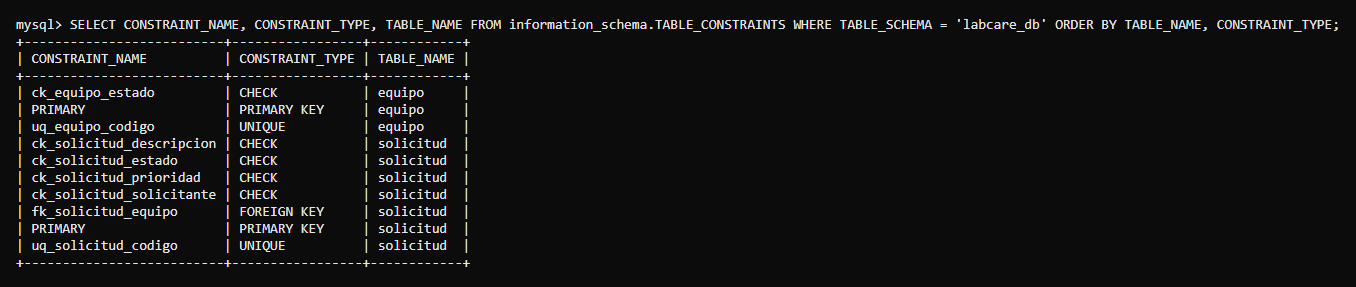 mysql> SELECT CONSTRAINT_NAME, CONSTRAINT_TYPE, TABLE_NAME FROM information_schema.TABLE_CONSTRAINTS WHERE TABLE_SCHEMA = 'labcare_db' ORDER BY TABLE_NAME, CONSTRAINT_TYPE;
+-------------------------+-----------------+------------+
| CONSTRAINT_NAME         | CONSTRAINT_TYPE | TABLE_NAME |
+-------------------------+-----------------+------------+
| ck_equipo_estado        | CHECK           | equipo     |
| PRIMARY                 | PRIMARY KEY     | equipo     |
| uq_equipo_codigo        | UNIQUE          | equipo     |
| ck_solicitud_descripcion | CHECK           | solicitud  |
| ck_solicitud_estado     | CHECK           | solicitud  |
| ck_solicitud_prioridad  | CHECK           | solicitud  |
| ck_solicitud_solicitante | CHECK           | solicitud  |
| fk_solicitud_equipo     | FOREIGN KEY     | solicitud  |
| PRIMARY                 | PRIMARY KEY     | solicitud  |
| uq_solicitud_codigo     | UNIQUE          | solicitud  |
+-------------------------+-----------------+------------+